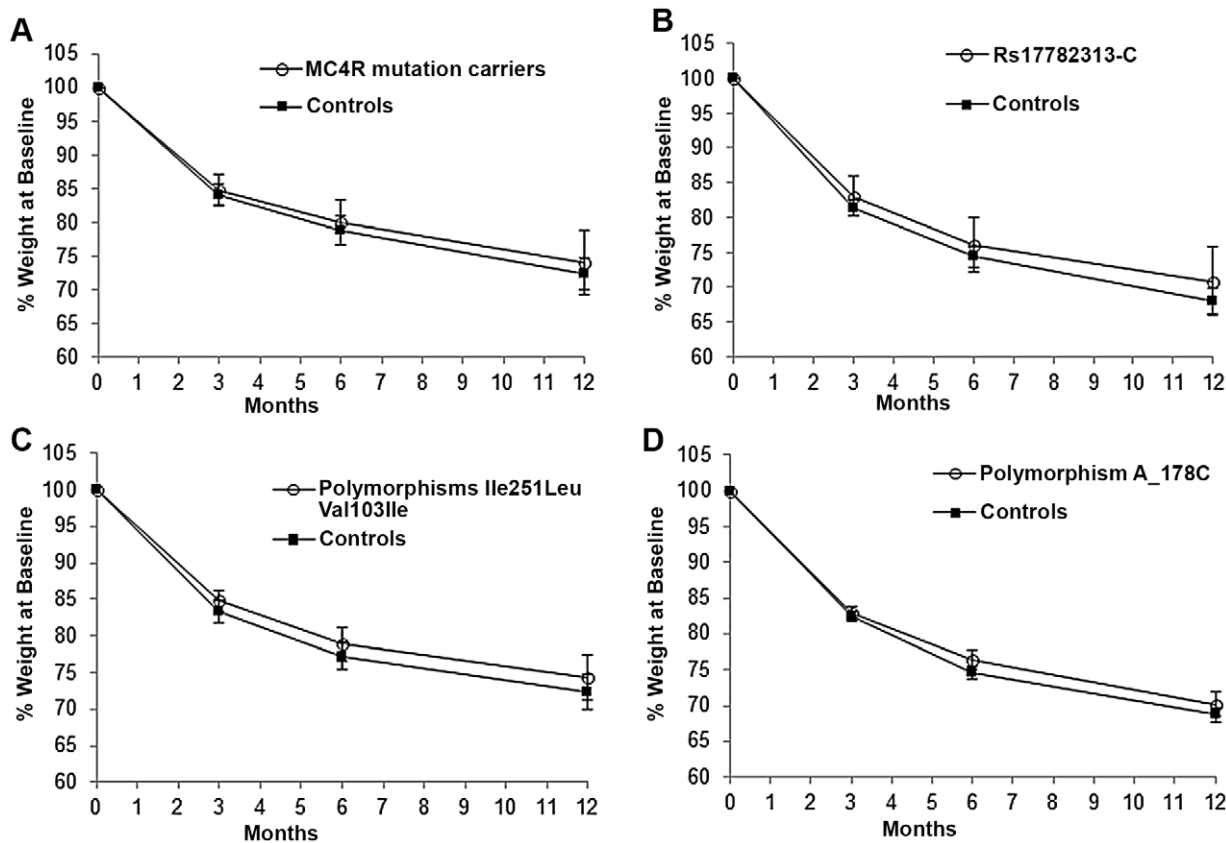 A
105
100
95
90
85
80
75
70
65
60
% Weight at Baseline
MC4R mutation carriers
Controls
0 1 2 3 4 5 6 7 8 9 10 11 12
Months
B
105
100
95
90
85
80
75
70
65
60
% Weight at Baseline
Rs17782313-C
Controls
0 1 2 3 4 5 6 7 8 9 10 11 12
Months
C
105
100
95
90
85
80
75
70
65
60
% Weight at Baseline
Polymorphisms Ile251Leu
Val103Ile
Controls
0 1 2 3 4 5 6 7 8 9 10 11 12
Months
D
105
100
95
90
85
80
75
70
65
60
% Weight at Baseline
Polymorphism A_178C
Controls
0 1 2 3 4 5 6 7 8 9 10 11 12
Months